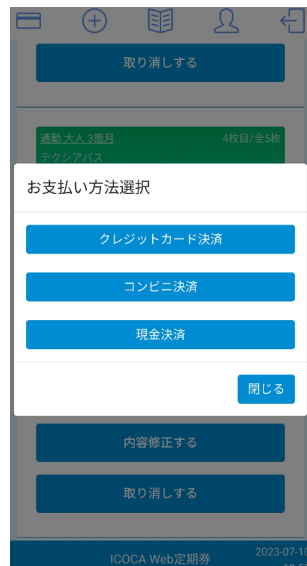 取り消しする
通勤 大人 3箇月 4枚目/全5枚
テクシアバス
お支払い方法選択
クレジットカード決済
コンビニ決済
現金決済
閉じる
内容修正する
取り消しする
ICOCA Web定期券 2023-07-10